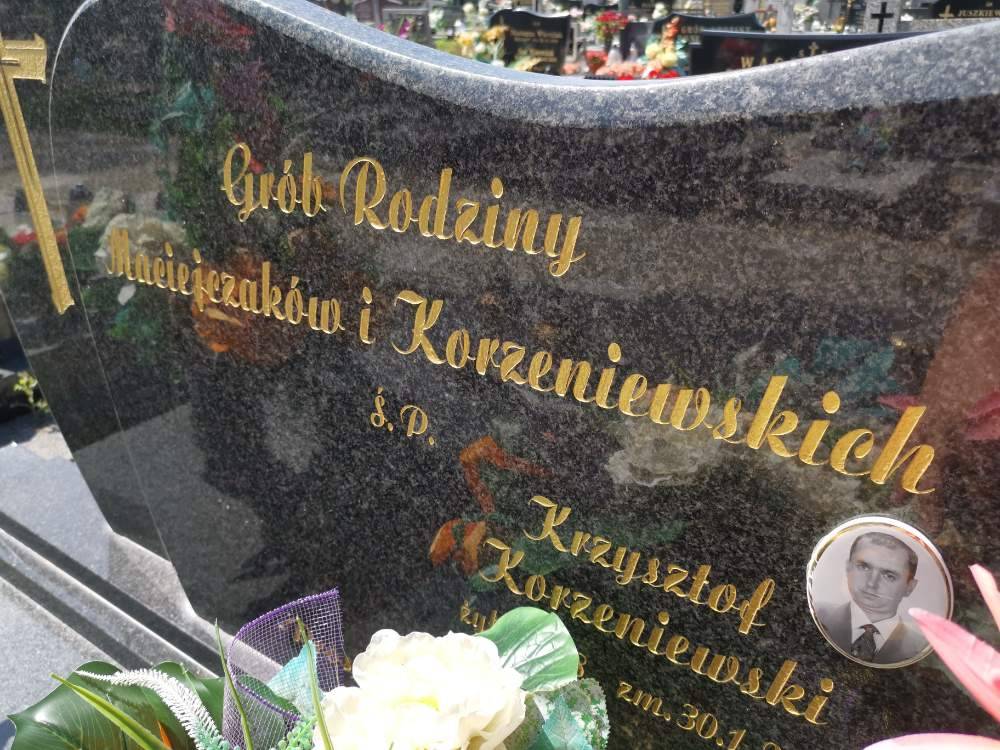 Grób Rodziny
Maciejczaków i Korzeniewskich
Ś. P.
Krzysztof
Korzeniewski
zm. 30.1